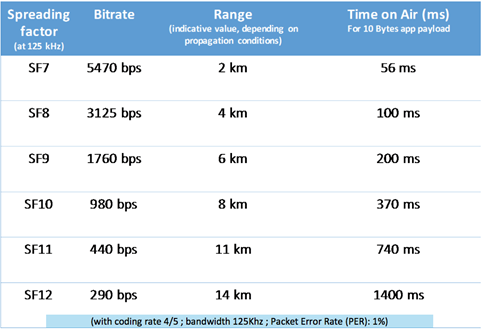 Spreading factor (at 125 kHz) Bitrate Range (indicative value, depending on propagation conditions) Time on Air (ms) For 10 Bytes app payload
SF7 5470 bps 2 km 56 ms
SF8 3125 bps 4 km 100 ms
SF9 1760 bps 6 km 200 ms
SF10 980 bps 8 km 370 ms
SF11 440 bps 11 km 740 ms
SF12 290 bps 14 km 1400 ms
(with coding rate 4/5 ; bandwidth 125Khz ; Packet Error Rate (PER): 1%)